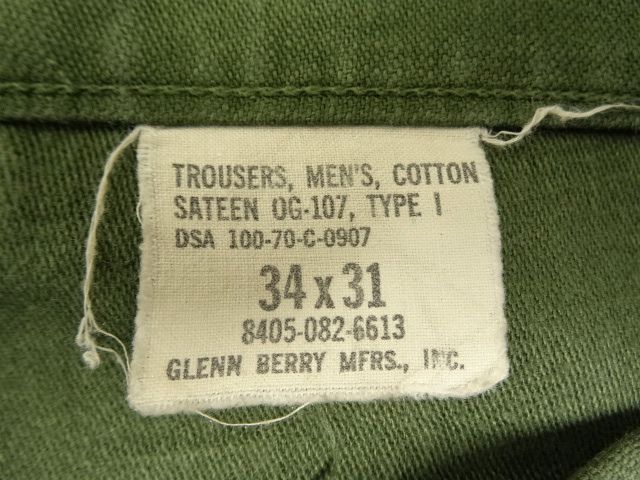 TROUSERS, MEN'S, COTTON
SATEEN OG-107, TYPE I
DSA 100-70-C-0907
34 x 31
8405-082-6613
GLENN BERRY MFRS., INC.